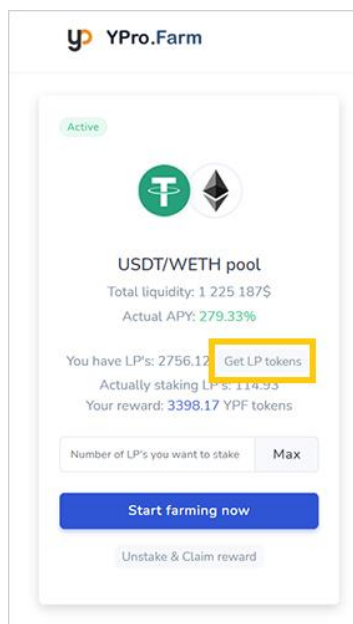 YPro.Farm
Active
USDT/WETH pool
Total liquidity: 1 225 187$
Actual APY: 279.33%
You have LP's: 2756.12 Get LP tokens
Actually staking LP's: 114.93
Your reward: 3398.17 YPF tokens
Number of LP's you want to stake Max
Start farming now
Unstake & Claim reward